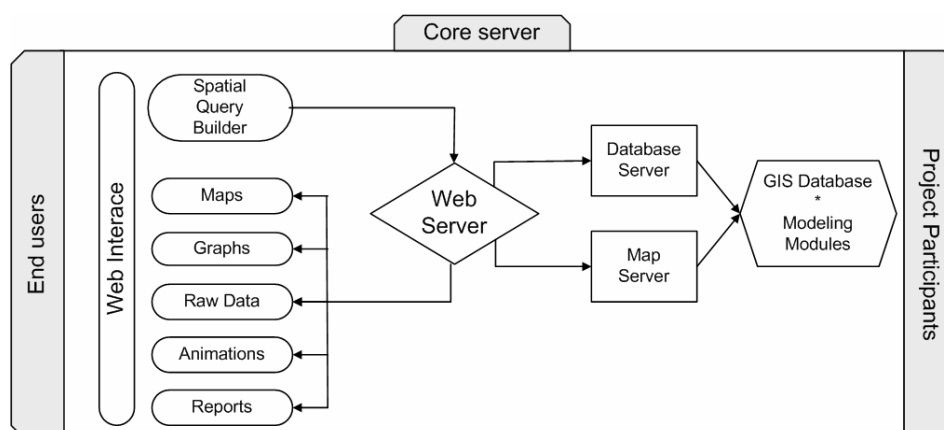 Core server
End users
Web Interace
Spatial
Query
Builder
Maps
Graphs
Raw Data
Animations
Reports
Web
Server
Database
Server
Map
Server
GIS Database
*
Modeling
Modules
Project Participants